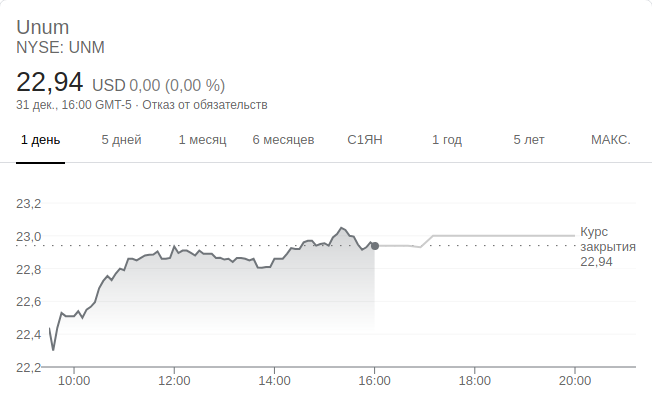 Unum
NYSE: UNM
22,94 USD 0,00 (0,00 %)
31 дек., 16:00 GMT-5 · Отказ от обязательств
1 день 5 дней 1 месяц 6 месяцев С1ЯН 1 год 5 лет МАКС.
23,2
23,0
22,8
22,6
22,4
22,2
Курс
закрытия
22,94
10:00 12:00 14:00 16:00 18:00 20:00